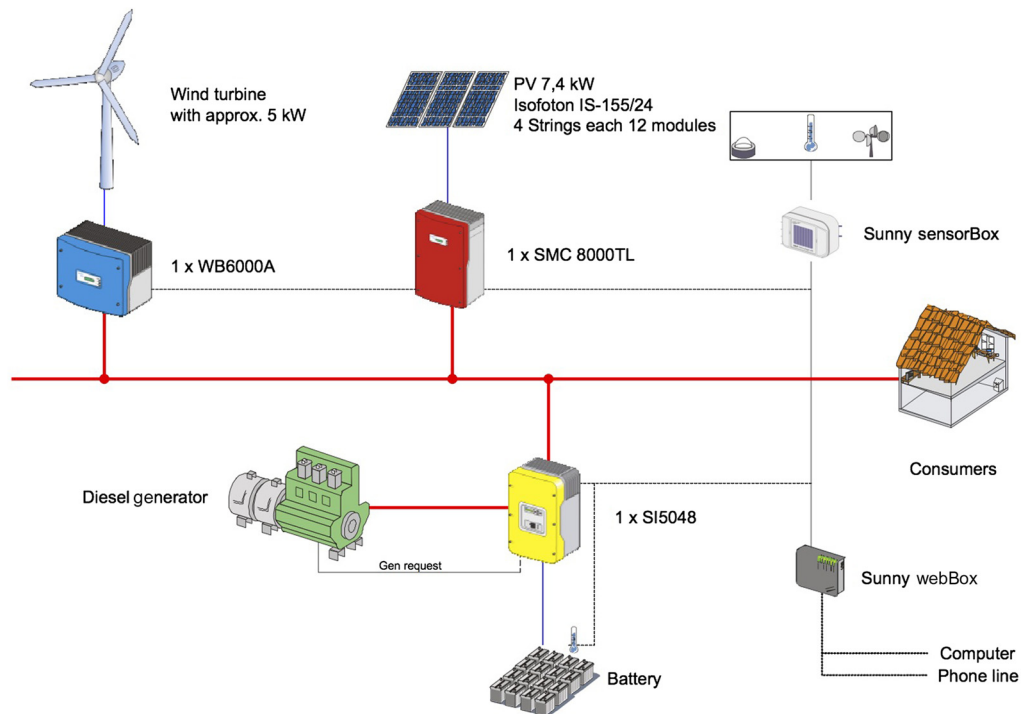 Wind turbine
with approx. 5 kW
PV 7,4 kW
Isofoton IS-155/24
4 Strings each 12 modules
Sunny sensorBox
1 x WB6000A
1 x SMC 8000TL
Consumers
Diesel generator
1 x SI5048
Gen request
Sunny webBox
Computer
Phone line
Battery